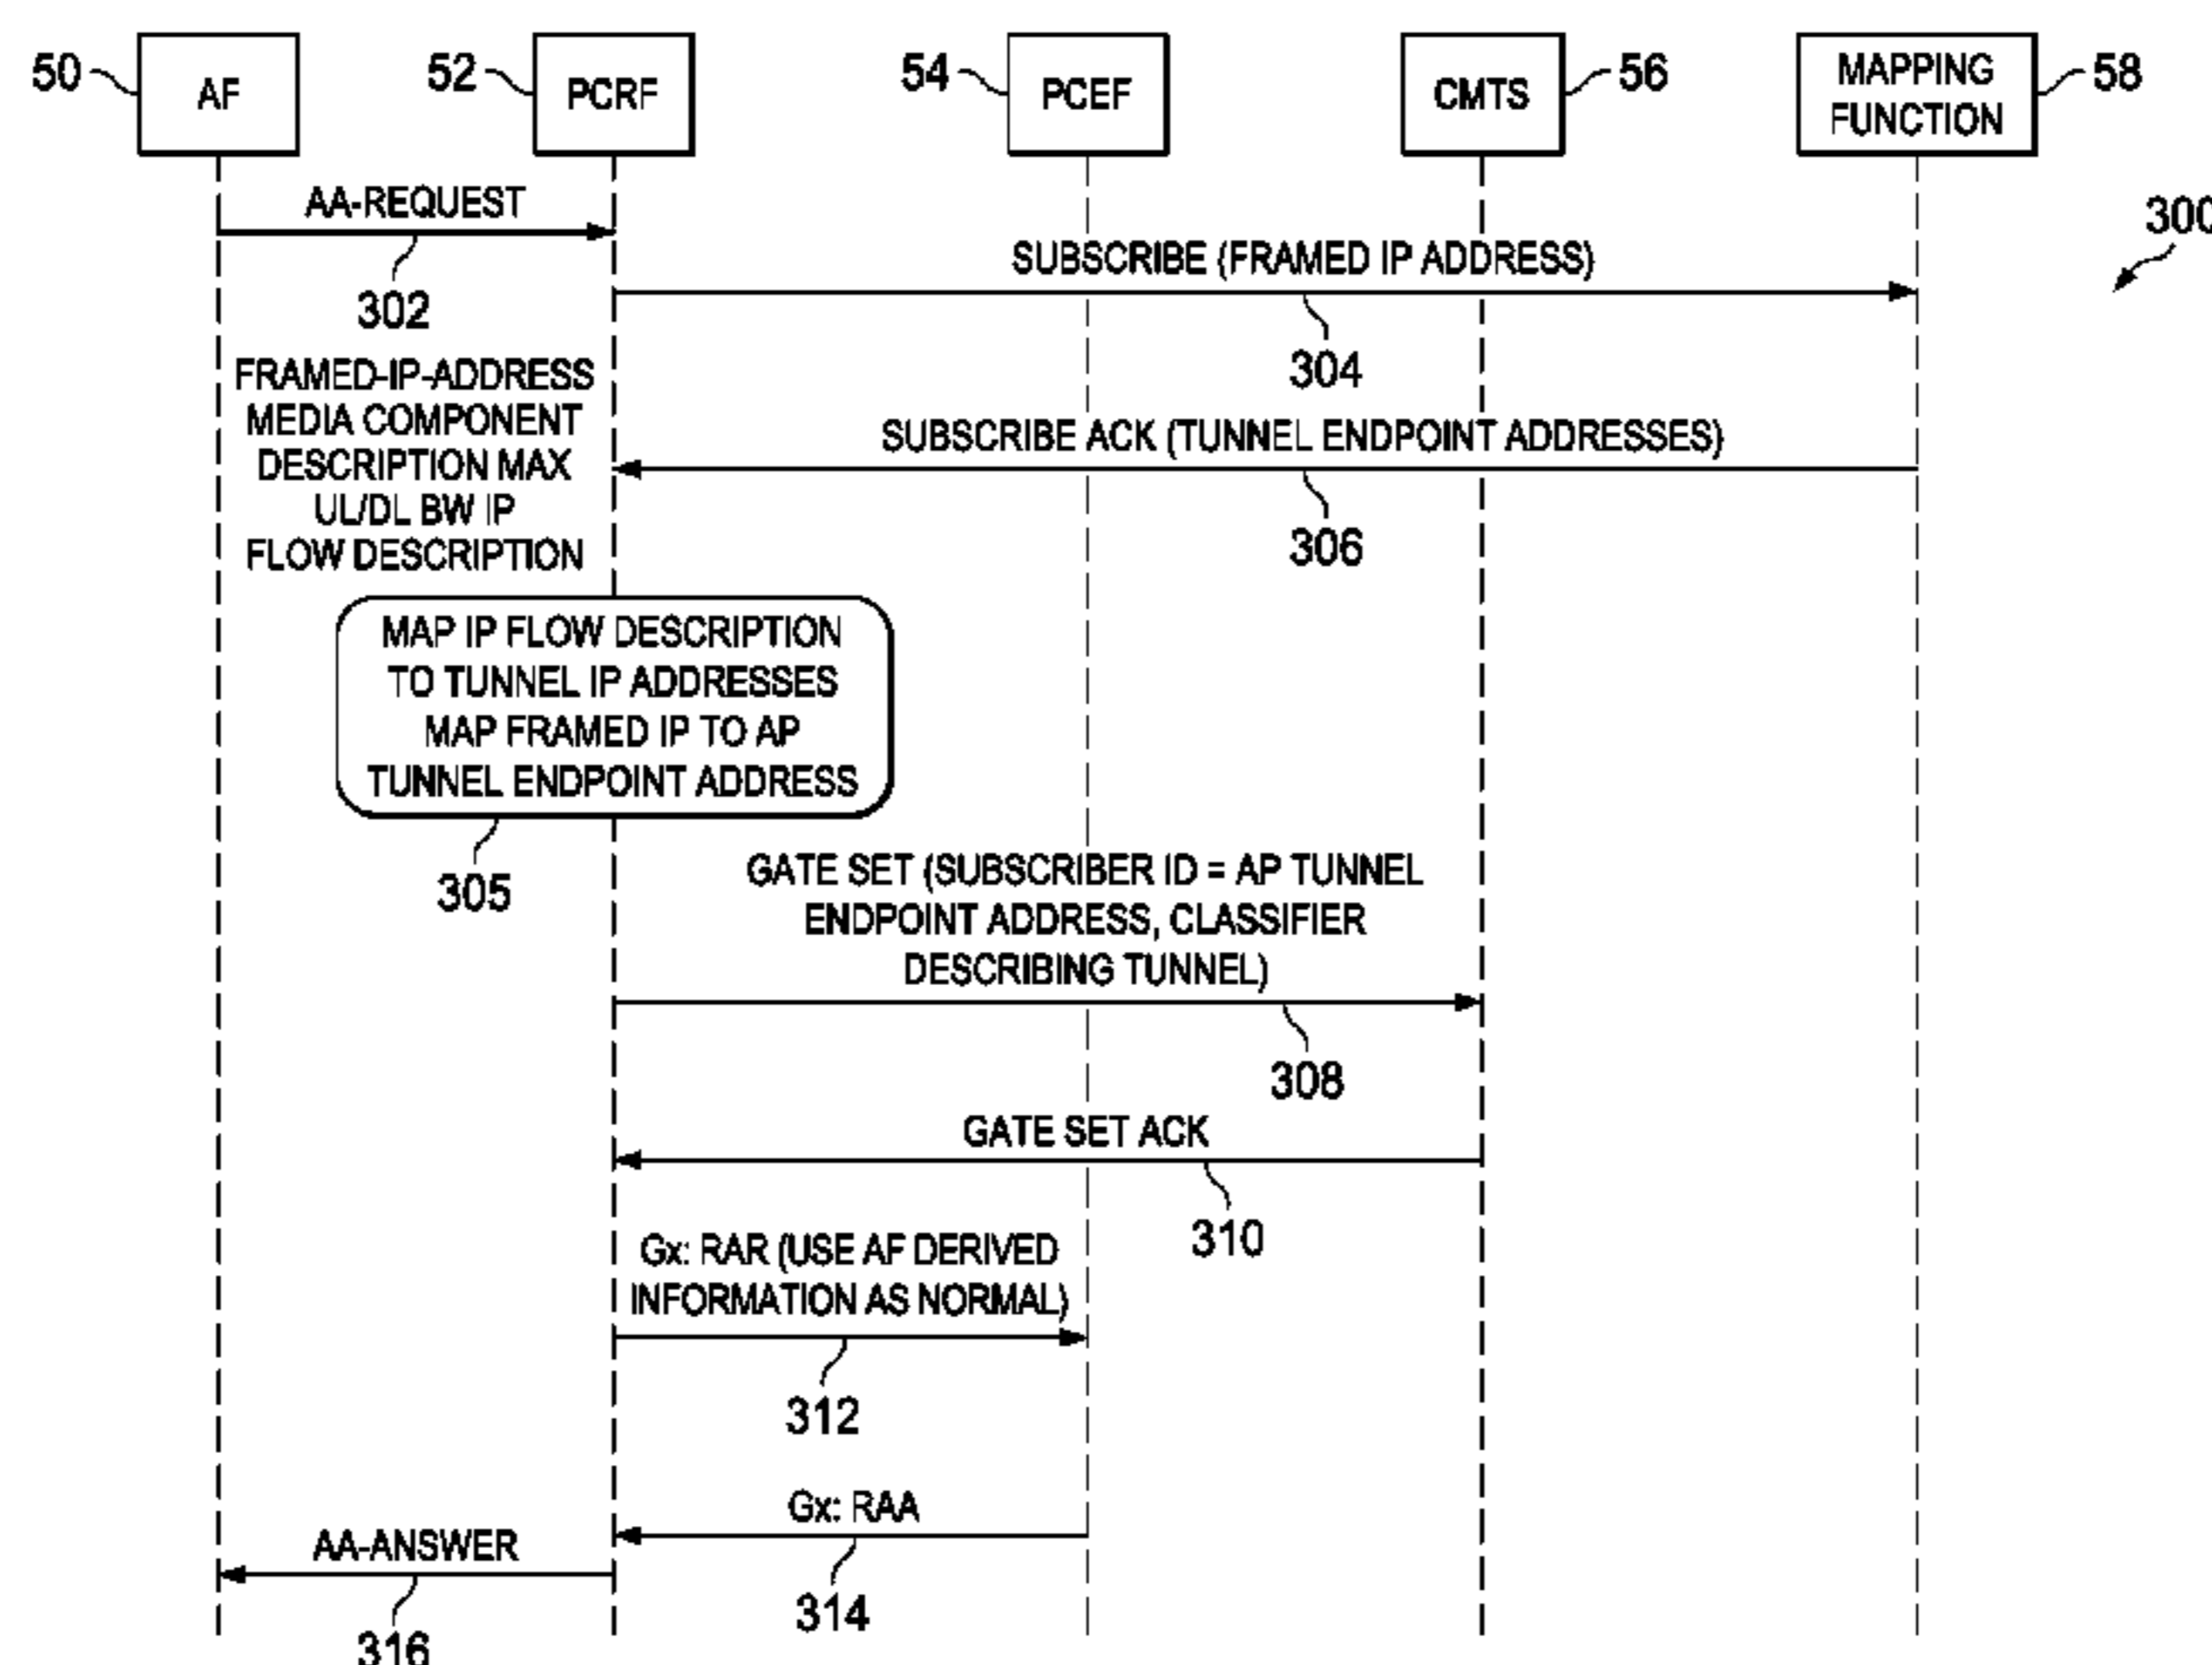 50
AF
52
PCRF
54
PCEF
CMTS
56
MAPPING
FUNCTION
58
AA-REQUEST
302
300
SUBSCRIBE (FRAMED IP ADDRESS)
304
FRAMED-IP-ADDRESS
MEDIA COMPONENT
DESCRIPTION MAX
UL/DL BW IP
FLOW DESCRIPTION
SUBSCRIBE ACK (TUNNEL ENDPOINT ADDRESSES)
306
MAP IP FLOW DESCRIPTION
TO TUNNEL IP ADDRESSES
MAP FRAMED IP TO AP
TUNNEL ENDPOINT ADDRESS
305
GATE SET (SUBSCRIBER ID = AP TUNNEL
ENDPOINT ADDRESS, CLASSIFIER
DESCRIBING TUNNEL)
308
GATE SET ACK
310
Gx: RAR (USE AF DERIVED
INFORMATION AS NORMAL)
312
Gx: RAA
314
AA-ANSWER
316